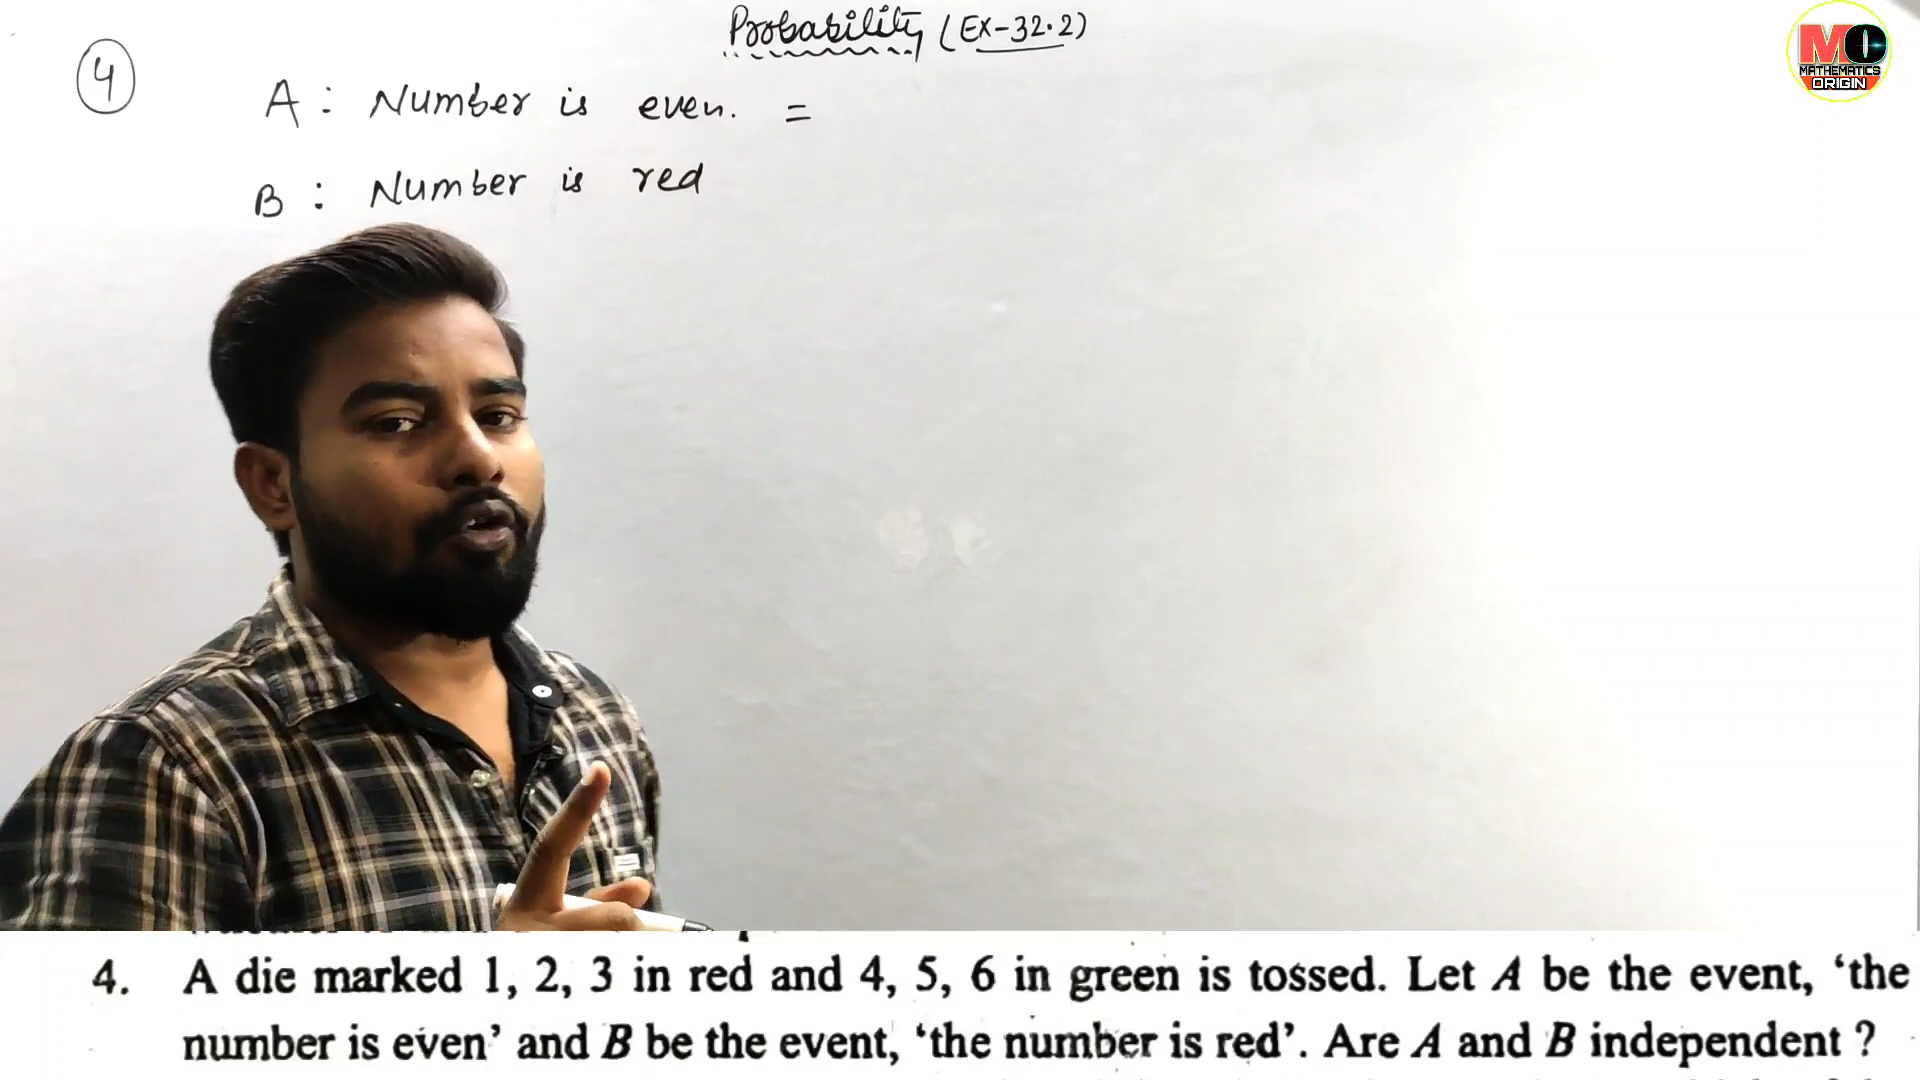 Probability (Ex-32.2)
MO
MATHEMATICS
ORIGIN
4
A : Number is even. =
B : Number is red
4. A die marked 1, 2, 3 in red and 4, 5, 6 in green is tossed. Let A be the event, ‘the
number is even’ and B be the event, ‘the number is red’. Are A and B independent ?